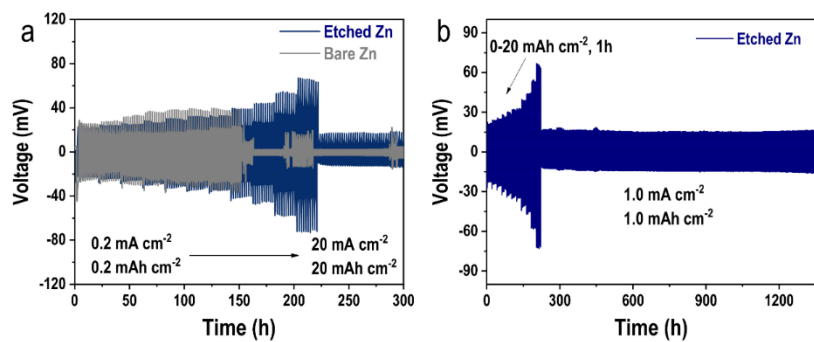 a
Etched Zn
Bare Zn
Voltage (mV)
120
80
40
0
-40
-80
-120
0.2 mA cm⁻²
0.2 mAh cm⁻²
20 mA cm⁻²
20 mAh cm⁻²
0 50 100 150 200 250 300
Time (h)
b
0-20 mAh cm⁻², 1h
Etched Zn
Voltage (mV)
90
60
30
0
-30
-60
-90
1.0 mA cm⁻²
1.0 mAh cm⁻²
0 300 600 900 1200
Time (h)